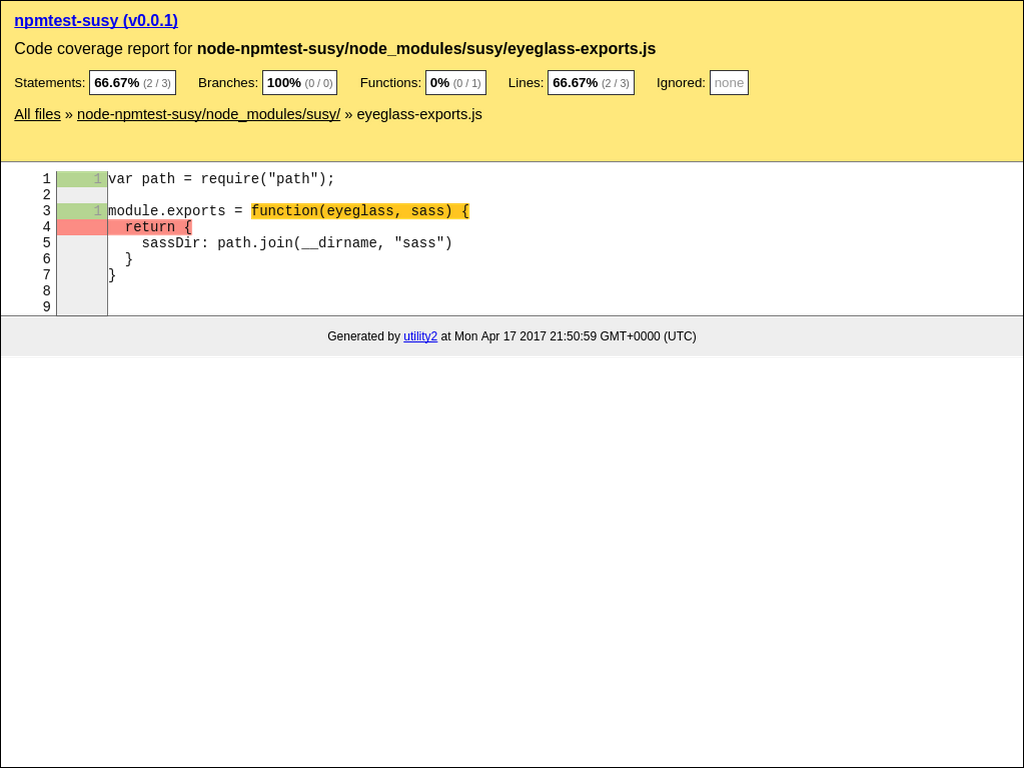 npmtest-susy (v0.0.1)
Code coverage report for node-npmtest-susy/node_modules/susy/eyeglass-exports.js
Statements: 66.67% (2 / 3) Branches: 100% (0 / 0) Functions: 0% (0 / 1) Lines: 66.67% (2 / 3) Ignored: none
All files » node-npmtest-susy/node_modules/susy/ » eyeglass-exports.js
1 1 var path = require("path");
2
3 1 module.exports = function(eyeglass, sass) {
4 return {
5 sassDir: path.join(__dirname, "sass")
6 }
7 }
8
9
Generated by utility2 at Mon Apr 17 2017 21:50:59 GMT+0000 (UTC)